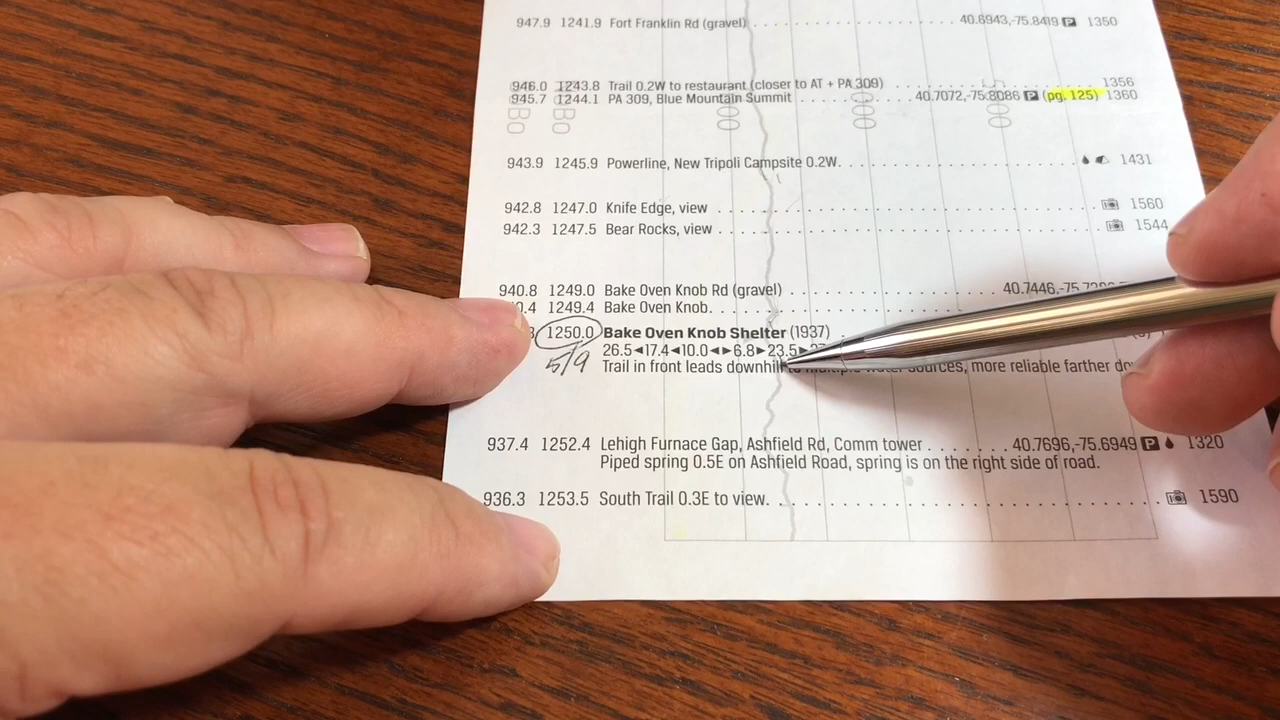 947.9 1241.9 Fort Franklin Rd (gravel) . . . . . . . . . . . . . . . . . . . . . . 40.6943,-75.8419 P 1350
946.0 1243.8 Trail 0.2W to restaurant (closer to AT + PA 309) . . . . . . . . . . . . . . . . . . . . . . 1356
945.7 1244.1 PA 309, Blue Mountain Summit . . . . . . . . . . . . . 40.7072,-75.8086 P (pg. 125) 1360
943.9 1245.9 Powerline, New Tripoli Campsite 0.2W. . . . . . . . . . . . . . . . . . . . . . . . 1431
942.8 1247.0 Knife Edge, view . . . . . . . . . . . . . . . . . . . . . . . . . . . . . . . . . . . 1560
942.3 1247.5 Bear Rocks, view . . . . . . . . . . . . . . . . . . . . . . . . . . . . . . . . . . . 1544
940.8 1249.0 Bake Oven Knob Rd (gravel) . . . . . . . . . . . . . . . . . . 40.7446,-75.
1249.4 Bake Oven Knob. . . . . . . . . . . . . . . . . . . .
1250.0 Bake Oven Knob Shelter (1937)
26.5◄17.4◄10.0◄►6.8►23.5►
5/9 Trail in front leads downhill to multiple water sources, more reliable farther
937.4 1252.4 Lehigh Furnace Gap, Ashfield Rd, Comm tower . . . . . . . . 40.7696,-75.6949 P 1320
Piped spring 0.5E on Ashfield Road, spring is on the right side of road.
936.3 1253.5 South Trail 0.3E to view. . . . . . . . . . . . . . . . . . . . . . . . . . . . . . . . 1590